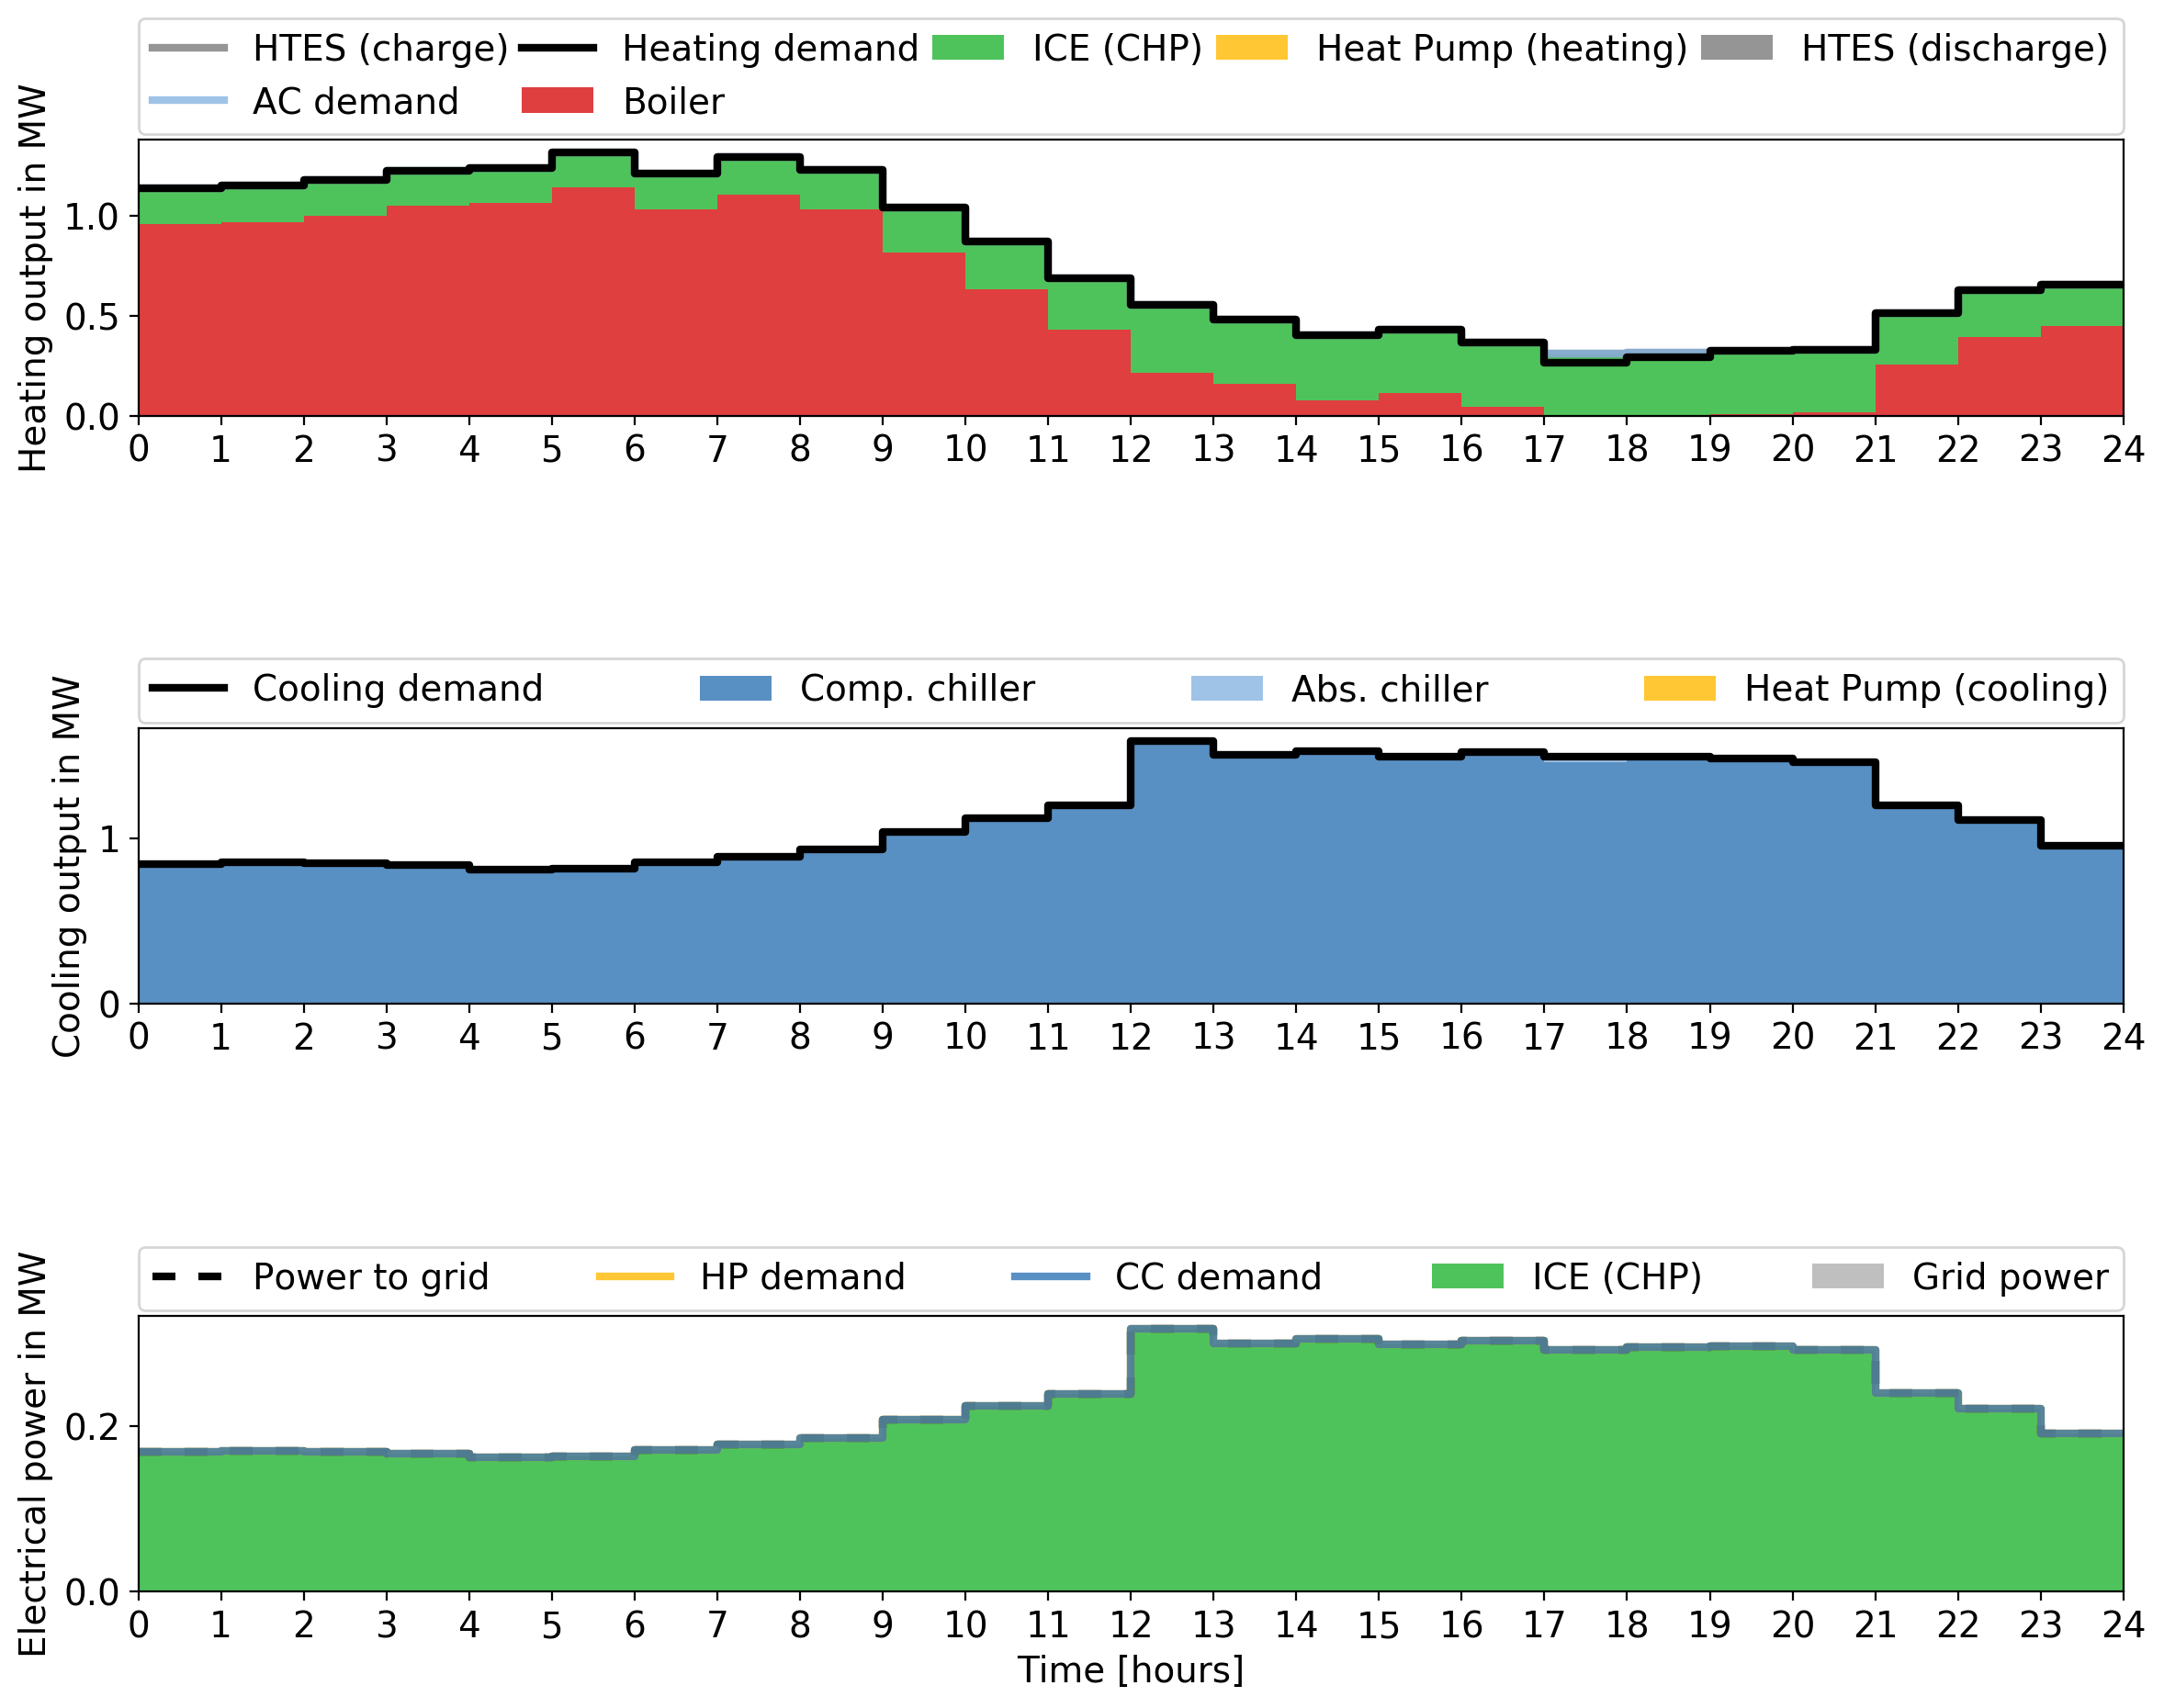 HTES (charge) Heating demand ICE (CHP) Heat Pump (heating) HTES (discharge)
AC demand Boiler
Heating output in MW
1.0
0.5
0.0
0 1 2 3 4 5 6 7 8 9 10 11 12 13 14 15 16 17 18 19 20 21 22 23 24
Cooling demand Comp. chiller Abs. chiller Heat Pump (cooling)
Cooling output in MW
1
0
0 1 2 3 4 5 6 7 8 9 10 11 12 13 14 15 16 17 18 19 20 21 22 23 24
Power to grid HP demand CC demand ICE (CHP) Grid power
Electrical power in MW
0.2
0.0
0 1 2 3 4 5 6 7 8 9 10 11 12 13 14 15 16 17 18 19 20 21 22 23 24
Time [hours]